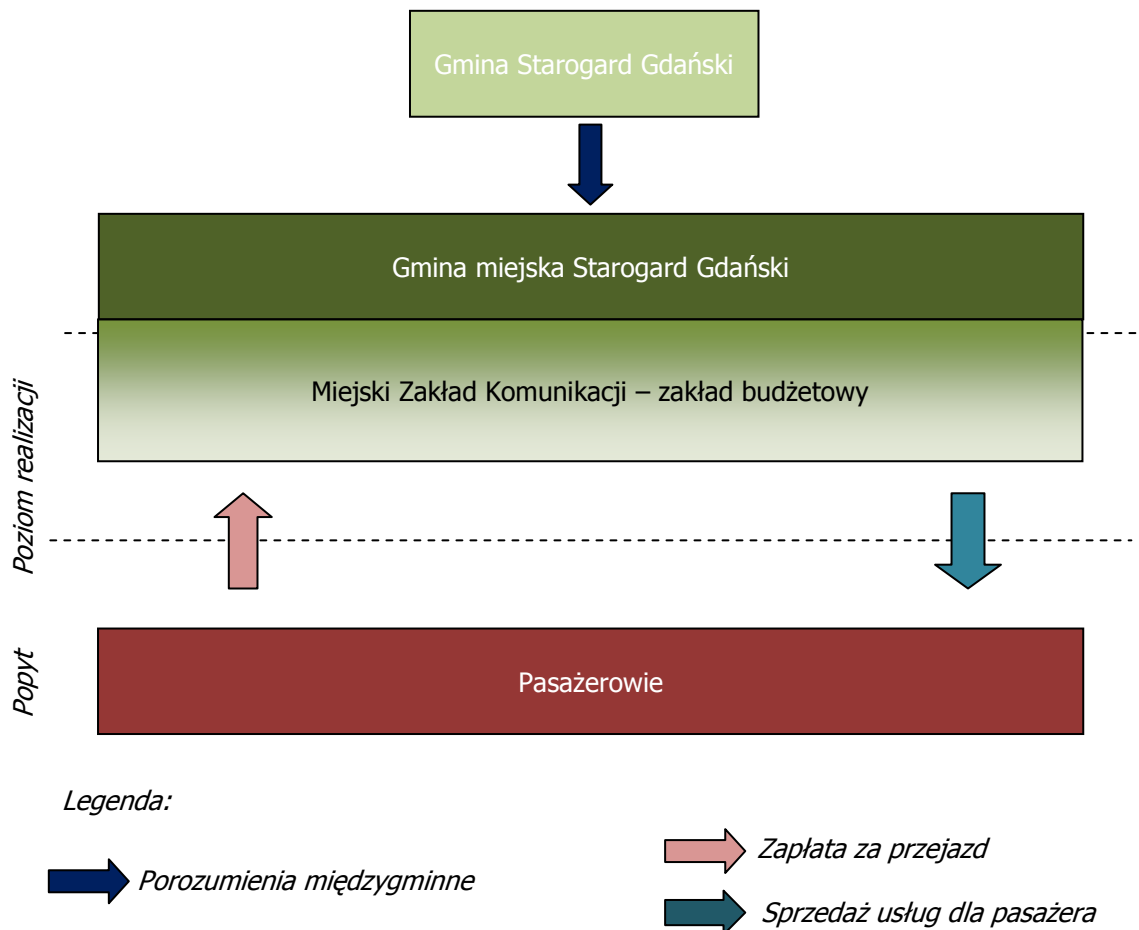 Gmina Starogard Gdański
Gmina miejska Starogard Gdański
Miejski Zakład Komunikacji – zakład budżetowy
Poziom realizacji
Pasażerowie
Popyt
Legenda:
Porozumienia międzygminne
Zapłata za przejazd
Sprzedaż usług dla pasażera